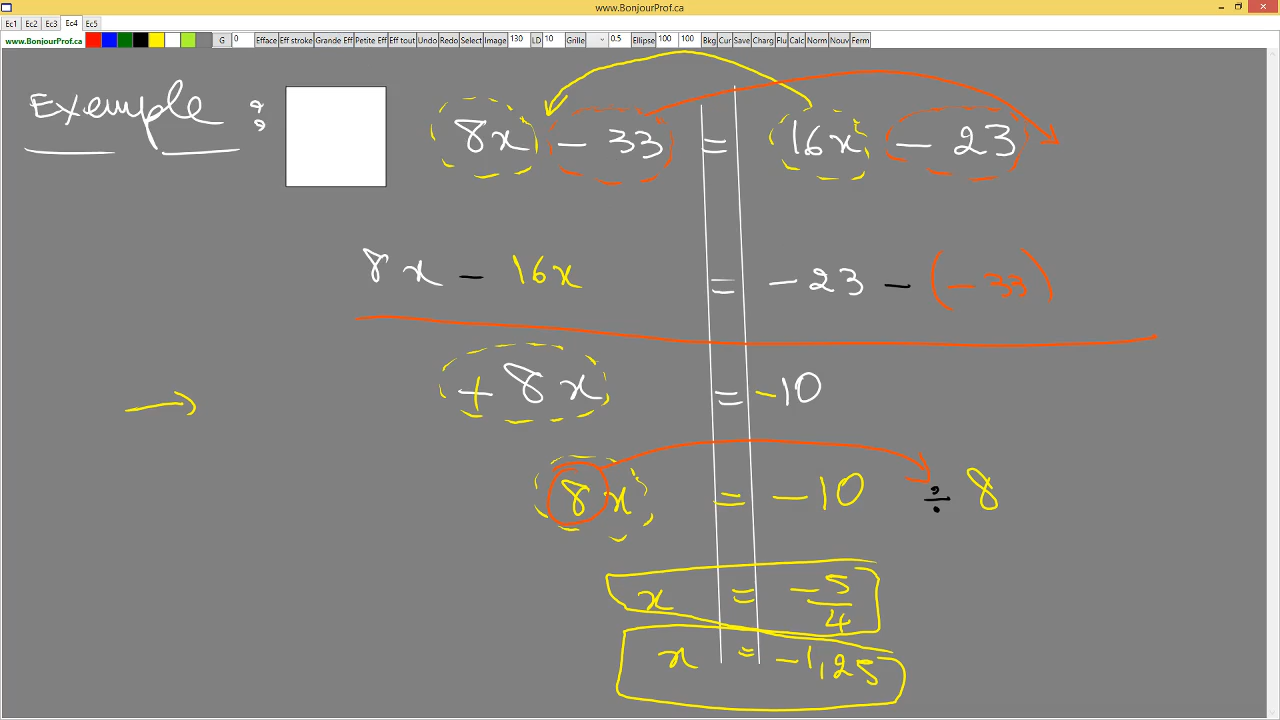 www.BonjourProf.ca
Ec1 Ec2 Ec3 Ec4 Ec5
www.BonjourProf.ca G 0 Efface Eff stroke Grande Eff Petite Eff Eff tout Undo Redo Select Image 130 LD 10 Grille 0.5 Ellipse 100 100 Bkg Cur Save Charg Flu Calc Norm Nouv Ferm
Exemple : 8x - 33 = 16x - 23
8x - 16x = -23 - (-33)
+ 8x = -10
8x = -10 ÷ 8
x = -5/4
x = -1,25